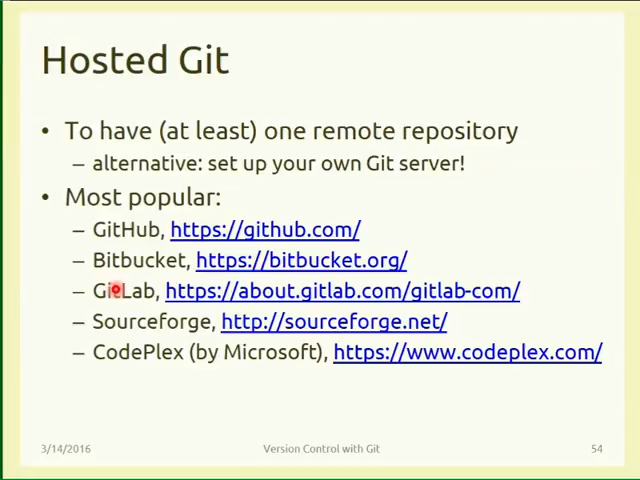 Hosted Git
• To have (at least) one remote repository
– alternative: set up your own Git server!
• Most popular:
– GitHub, https://github.com/
– Bitbucket, https://bitbucket.org/
– GitLab, https://about.gitlab.com/gitlab-com/
– Sourceforge, http://sourceforge.net/
– CodePlex (by Microsoft), https://www.codeplex.com/
3/14/2016
Version Control with Git
54